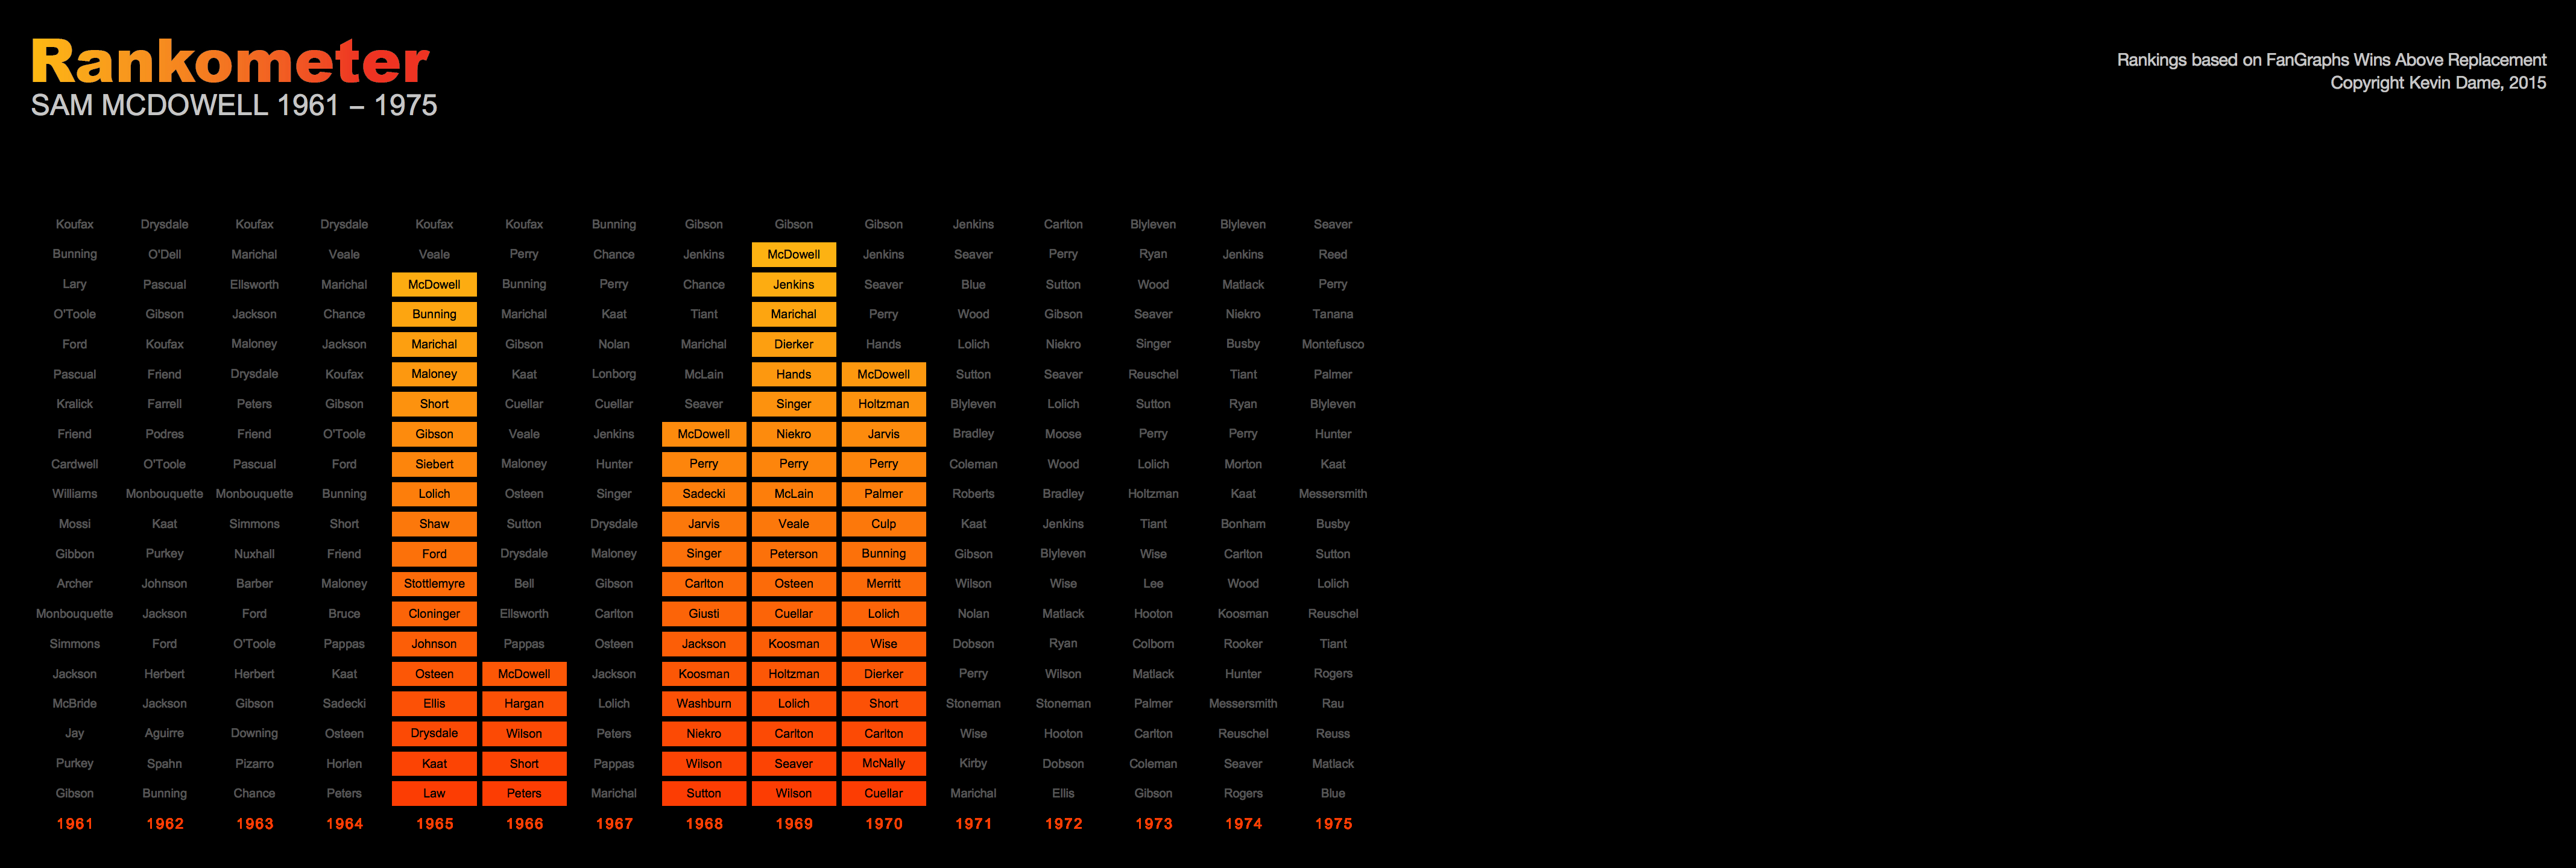 Rankometer
SAM MCDOWELL 1961 – 1975
Rankings based on FanGraphs Wins Above Replacement
Copyright Kevin Dame, 2015
Koufax Drysdale Koufax Drysdale Koufax Koufax Bunning Gibson Gibson Gibson Jenkins Carlton Blyleven Blyleven Seaver
Bunning O'Dell Marichal Veale Veale Perry Chance Jenkins McDowell Jenkins Seaver Perry Ryan Jenkins Reed
Lary Pascual Ellsworth Marichal McDowell Bunning Perry Chance Jenkins Seaver Blue Sutton Wood Matlack Perry
O'Toole Gibson Jackson Chance Bunning Marichal Kaat Tiant Marichal Perry Wood Gibson Seaver Niekro Tanana
Ford Koufax Maloney Jackson Marichal Gibson Nolan Marichal Dierker Hands Lolich Niekro Singer Busby Montefusco
Pascual Friend Drysdale Koufax Maloney Kaat Lonborg McLain Hands McDowell Sutton Seaver Reuschel Tiant Palmer
Kralick Farrell Peters Gibson Short Cuellar Cuellar Seaver Singer Holtzman Blyleven Lolich Sutton Ryan Blyleven
Friend Podres Friend O'Toole Gibson Veale Jenkins McDowell Niekro Jarvis Bradley Moose Perry Perry Hunter
Cardwell O'Toole Pascual Ford Siebert Maloney Hunter Perry Perry Perry Coleman Wood Lolich Morton Kaat
Williams Monbouquette Monbouquette Bunning Lolich Osteen Singer Sadecki McLain Palmer Roberts Bradley Holtzman Kaat Messersmith
Mossi Kaat Simmons Short Shaw Sutton Drysdale Jarvis Veale Culp Kaat Jenkins Tiant Bonham Busby
Gibbon Purkey Nuxhall Friend Ford Drysdale Maloney Singer Peterson Bunning Gibson Blyleven Wise Carlton Sutton
Archer Johnson Barber Maloney Stottlemyre Bell Gibson Carlton Osteen Merritt Wilson Wise Lee Wood Lolich
Monbouquette Jackson Ford Bruce Cloninger Ellsworth Carlton Giusti Cuellar Lolich Nolan Matlack Hooton Koosman Reuschel
Simmons Ford O'Toole Pappas Johnson Pappas Osteen Jackson Koosman Wise Dobson Ryan Colborn Rooker Tiant
Jackson Herbert Herbert Kaat Osteen McDowell Jackson Koosman Holtzman Dierker Perry Wilson Matlack Hunter Rogers
McBride Jackson Gibson Sadecki Ellis Hargan Lolich Washburn Lolich Short Stoneman Stoneman Palmer Messersmith Rau
Jay Aguirre Downing Osteen Drysdale Wilson Peters Niekro Carlton Carlton Wise Hooton Carlton Reuschel Reuss
Purkey Spahn Pizarro Horlen Kaat Short Pappas Wilson Seaver McNally Kirby Dobson Coleman Seaver Matlack
Gibson Bunning Chance Peters Law Peters Marichal Sutton Wilson Cuellar Marichal Ellis Gibson Rogers Blue
1961 1962 1963 1964 1965 1966 1967 1968 1969 1970 1971 1972 1973 1974 1975